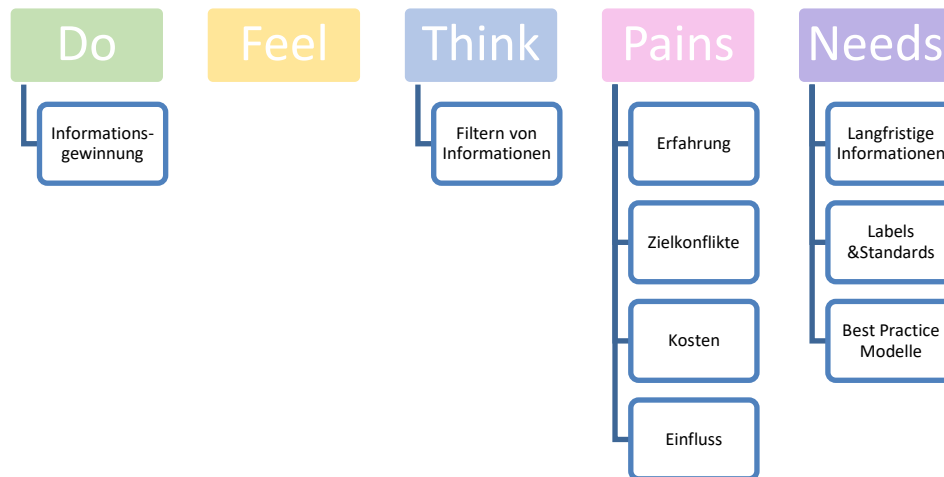 Do
Informations-
gewinnung
Feel
Think
Filtern von
Informationen
Pains
Erfahrung
Zielkonflikte
Kosten
Einfluss
Needs
Langfristige
Informationen
Labels
&Standards
Best Practice
Modelle